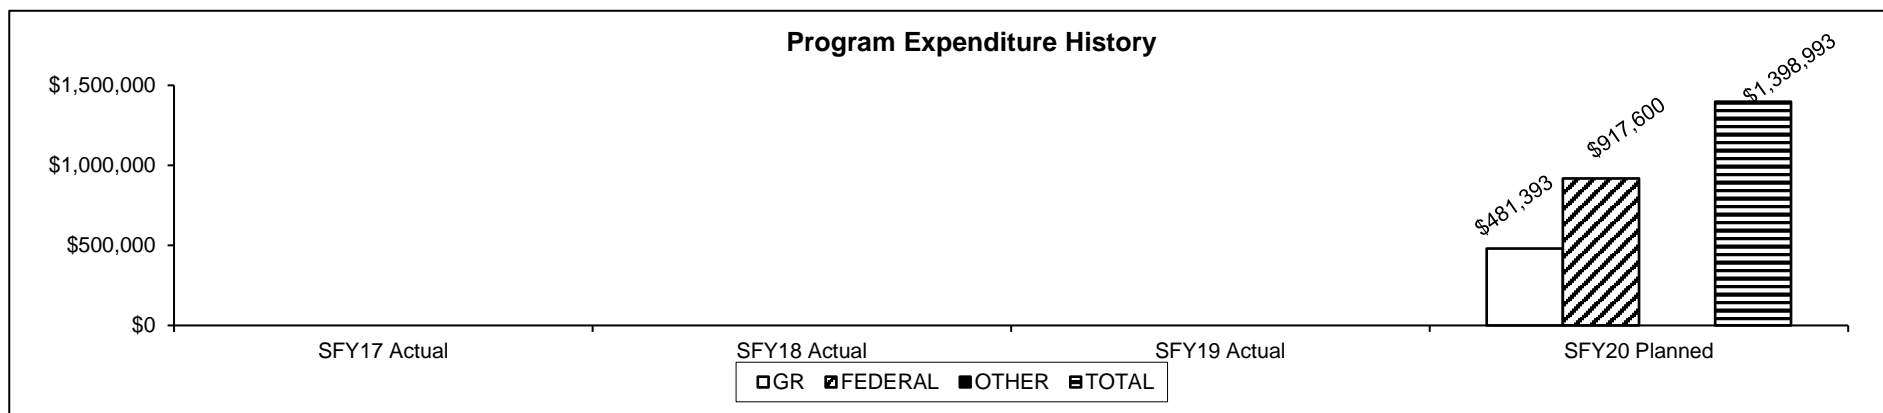 Program Expenditure History
$1,500,000
$1,000,000
$500,000
$0
$481,393
$917,600
$1,398,993
SFY17 Actual
SFY18 Actual
SFY19 Actual
SFY20 Planned
GR FEDERAL OTHER TOTAL